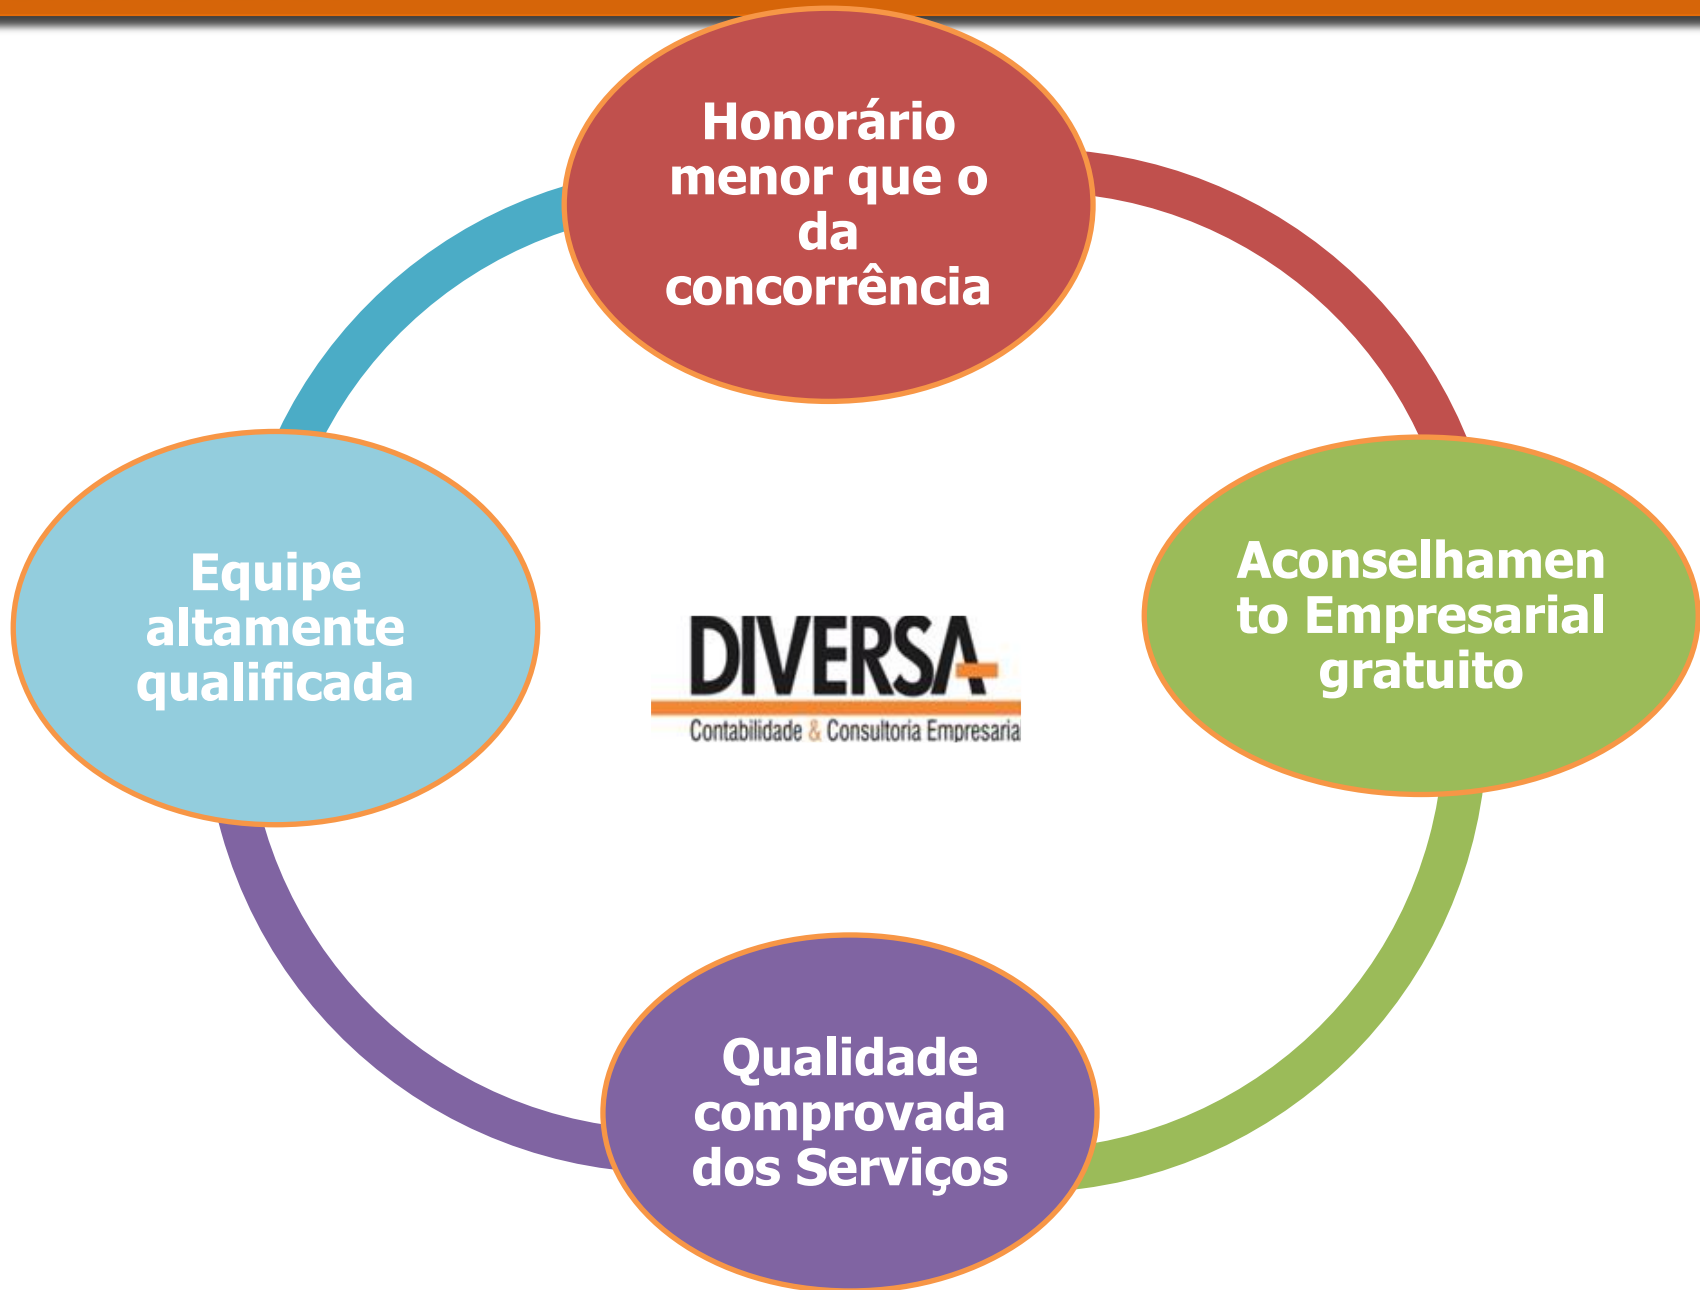 Honorário
menor que o
da
concorrência
Equipe
altamente
qualificada
Aconselhamen
to Empresarial
gratuito
DIVERSA
Contabilidade & Consultoria Empresaria
Qualidade
comprovada
dos Serviços